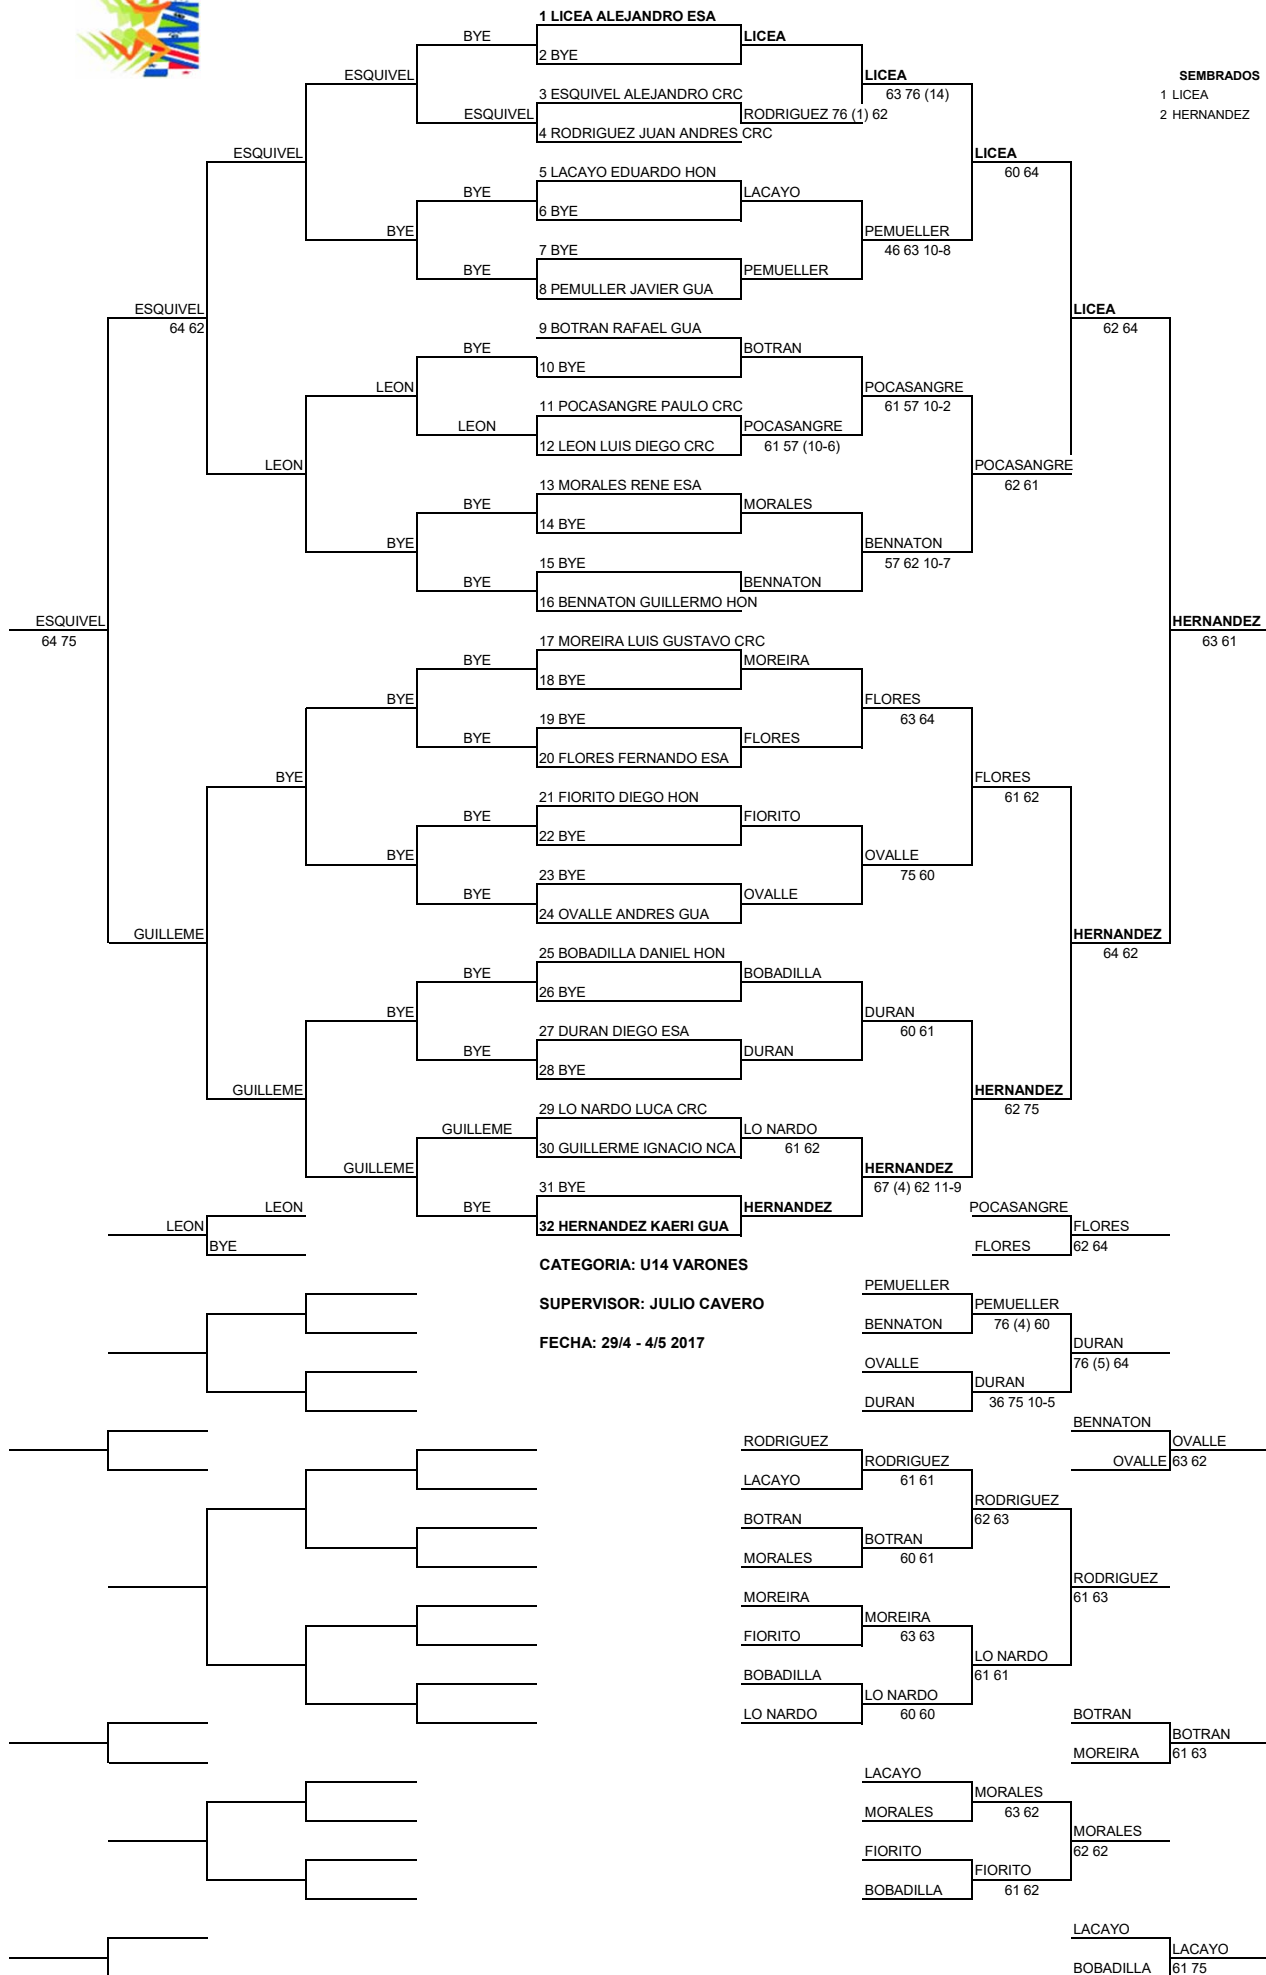 1 LICEA ALEJANDRO ESA
BYE
LICEA
2 BYE
ESQUIVEL
LICEA
SEMBRADOS
3 ESQUIVEL ALEJANDRO CRC
63 76 (14)
1 LICEA
ESQUIVEL
RODRIGUEZ 76 (1) 62
2 HERNANDEZ
4 RODRIGUEZ JUAN ANDRES CRC
ESQUIVEL
LICEA
5 LACAYO EDUARDO HON
60 64
BYE
LACAYO
6 BYE
BYE
PEMUELLER
7 BYE
46 63 10-8
BYE
PEMUELLER
8 PEMULLER JAVIER GUA
ESQUIVEL
LICEA
64 62
9 BOTRAN RAFAEL GUA
62 64
BYE
BOTRAN
10 BYE
LEON
POCASANGRE
11 POCASANGRE PAULO CRC
61 57 10-2
LEON
POCASANGRE
12 LEON LUIS DIEGO CRC
61 57 (10-6)
LEON
POCASANGRE
13 MORALES RENE ESA
62 61
BYE
MORALES
14 BYE
BYE
BENNATON
15 BYE
57 62 10-7
BYE
BENNATON
16 BENNATON GUILLERMO HON
ESQUIVEL
HERNANDEZ
64 75
17 MOREIRA LUIS GUSTAVO CRC
63 61
BYE
MOREIRA
18 BYE
BYE
FLORES
19 BYE
63 64
BYE
FLORES
20 FLORES FERNANDO ESA
BYE
FLORES
21 FIORITO DIEGO HON
61 62
BYE
FIORITO
22 BYE
BYE
OVALLE
23 BYE
75 60
BYE
OVALLE
24 OVALLE ANDRES GUA
GUILLEME
HERNANDEZ
25 BOBADILLA DANIEL HON
64 62
BYE
BOBADILLA
26 BYE
BYE
DURAN
27 DURAN DIEGO ESA
60 61
BYE
DURAN
28 BYE
GUILLEME
HERNANDEZ
29 LO NARDO LUCA CRC
62 75
GUILLEME
LO NARDO
30 GUILLERME IGNACIO NCA
61 62
GUILLEME
HERNANDEZ
31 BYE
67 (4) 62 11-9
LEON
BYE
HERNANDEZ
POCASANGRE
LEON
32 HERNANDEZ KAERI GUA
FLORES
BYE
FLORES
62 64
CATEGORIA: U14 VARONES
PEMUELLER
SUPERVISOR: JULIO CAVERO
PEMUELLER
BENNATON
76 (4) 60
FECHA: 29/4 - 4/5 2017
DURAN
OVALLE
76 (5) 64
DURAN
DURAN
36 75 10-5
BENNATON
RODRIGUEZ
OVALLE
RODRIGUEZ
OVALLE
63 62
LACAYO
61 61
RODRIGUEZ
BOTRAN
62 63
BOTRAN
MORALES
60 61
RODRIGUEZ
MOREIRA
61 63
MOREIRA
FIORITO
63 63
LO NARDO
BOBADILLA
61 61
LO NARDO
LO NARDO
60 60
BOTRAN
BOTRAN
MOREIRA
61 63
LACAYO
MORALES
MORALES
63 62
MORALES
FIORITO
62 62
FIORITO
BOBADILLA
61 62
LACAYO
LACAYO
BOBADILLA
61 75